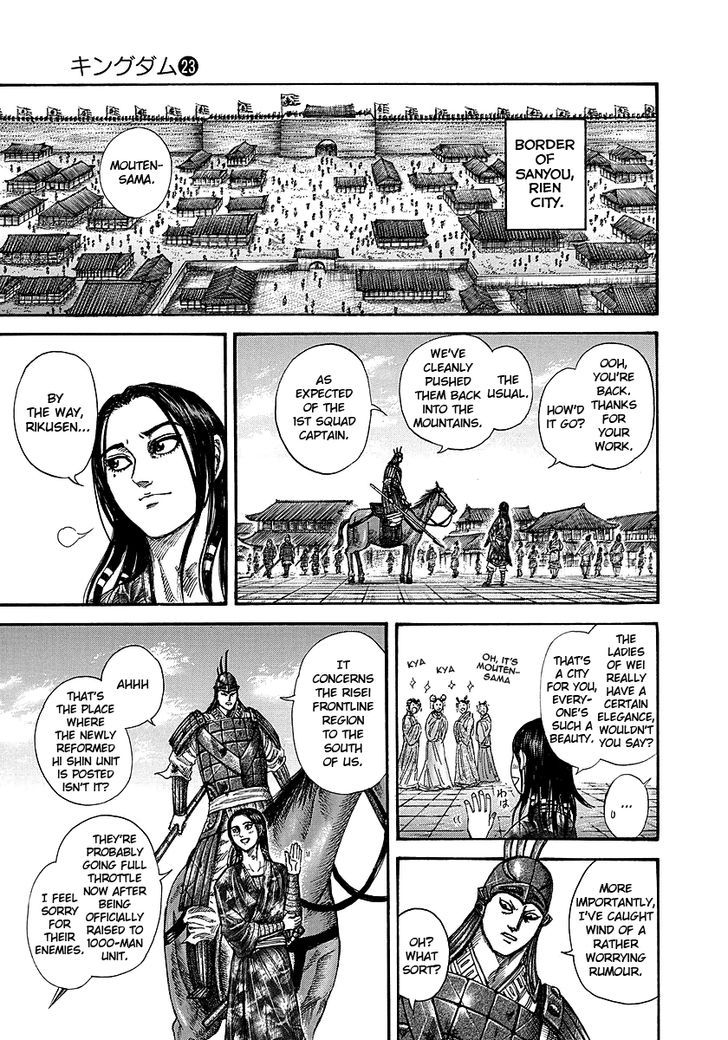 キングダム㉓
BORDER
OF
SANYOU,
RIEN
CITY.
MOUTEN-
SAMA.
OOH,
YOU'RE
BACK.
THANKS
FOR
YOUR
WORK.
HOW'D
IT GO?
THE
USUAL.
WE'VE
CLEANLY
PUSHED
THEM BACK
INTO THE
MOUNTAINS.
AS
EXPECTED
OF THE
1ST SQUAD
CAPTAIN.
BY
THE WAY,
RIKUSEN...
THE
LADIES
OF WEI
REALLY
HAVE A
CERTAIN
ELEGANCE,
WOULDN'T
YOU SAY?
THAT'S
A CITY
FOR YOU,
EVERY-
ONE'S
SUCH A
BEAUTY.
OH, IT'S
MOUTEN-
SAMA
KYA
KYA
わは
...
MORE
IMPORTANTLY,
I'VE CAUGHT
WIND OF
A RATHER
WORRYING
RUMOUR.
OH?
WHAT
SORT?
IT
CONCERNS
THE RISEI
FRONTLINE
REGION
TO THE
SOUTH
OF US.
AHHH
THAT'S
THE PLACE
WHERE
THE NEWLY
REFORMED
HI SHIN UNIT
IS POSTED
ISN'T IT?
THEY'RE
PROBABLY
GOING FULL
THROTTLE
NOW AFTER
BEING
OFFICIALLY
RAISED TO
1000-MAN
UNIT.
I FEEL
SORRY
FOR
THEIR
ENEMIES.